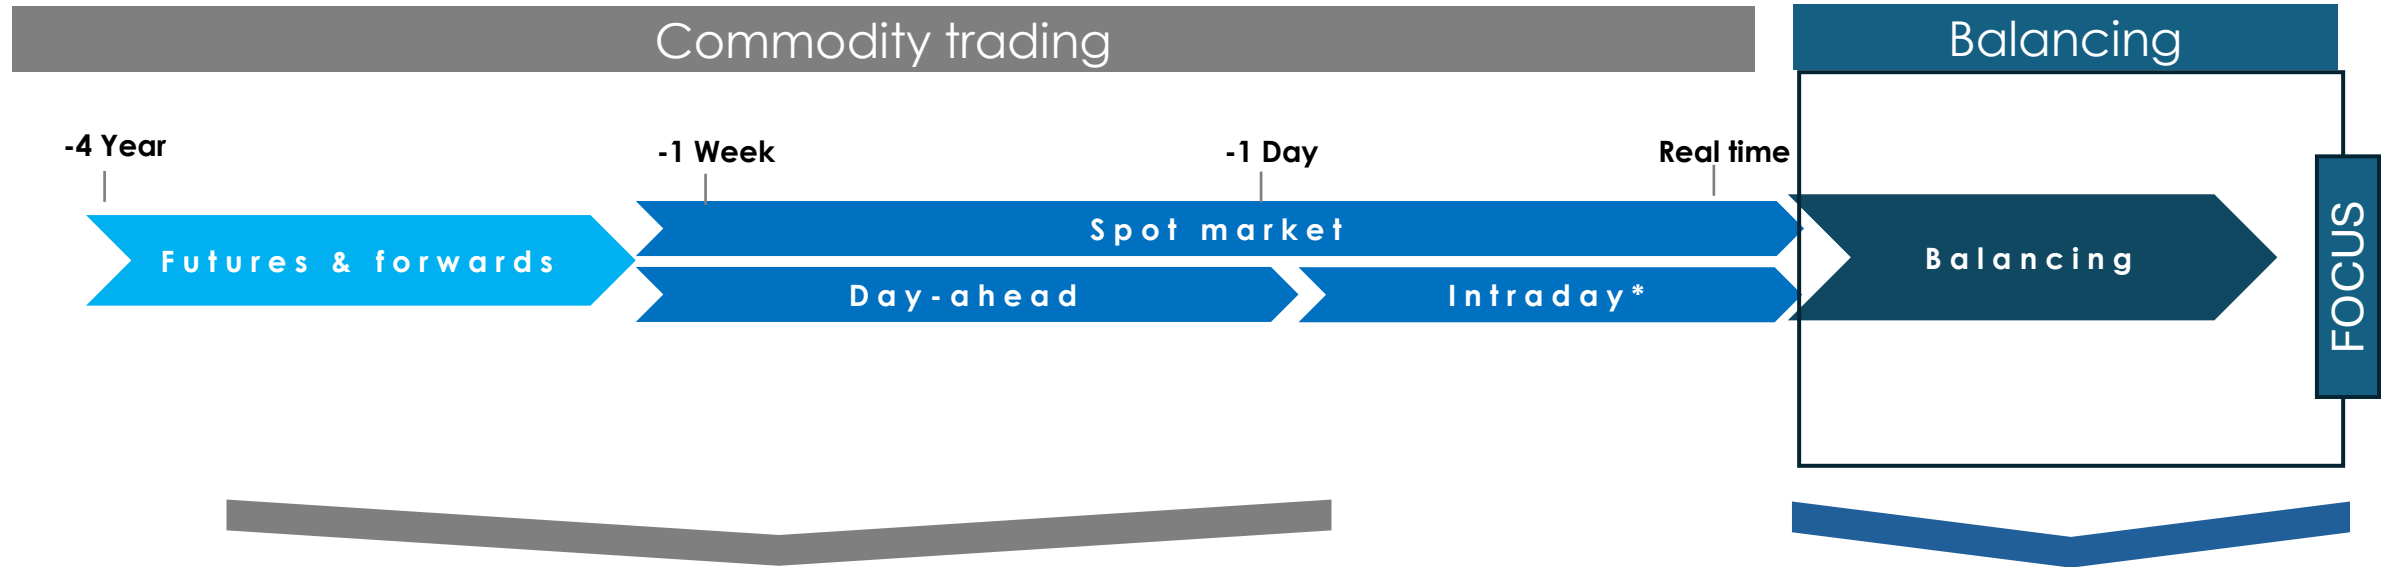 Commodity trading
Balancing
-4 Year
-1 Week
-1 Day
Real time
Futures & forwards
Spot market
Day-ahead
Intraday*
Balancing
FOCUS